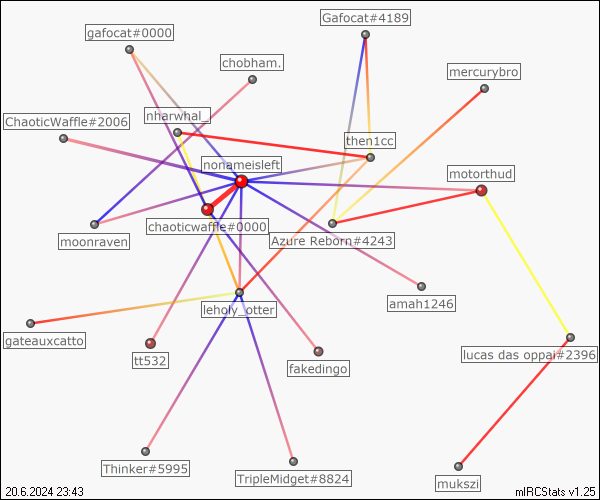 Gafocat#4189
gafocat#0000
chobham.
mercurybro
ChaoticWaffle#2006
nharwhal_
then1cc
nonameisleft
motorthud
chaoticwaffle#0000
moonraven
Azure Reborn#4243
amah1246
leholy_otter
gateauxcatto
tt532
fakedingo
lucas das oppai#2396
Thinker#5995
TripleMidget#8824
mukszi
20.6.2024 23:43
mIRCStats v1.25